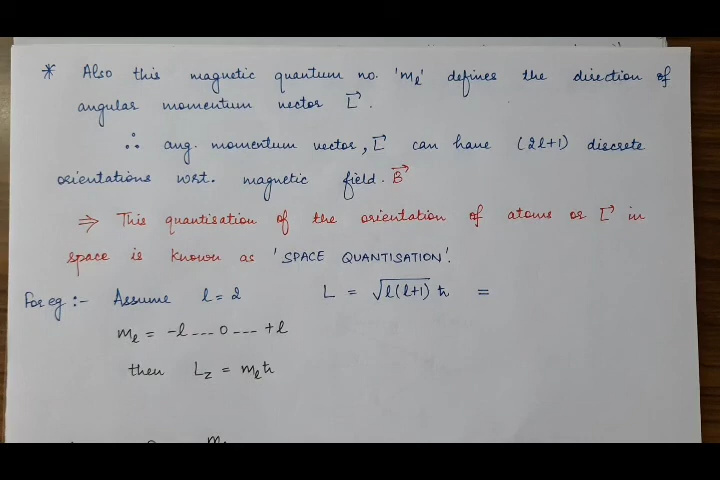 * Also this magnetic quantum no. 'mₗ' defines the direction of
angular momentum vector L⃗.
∴ ang. momentum vector, L⃗ can have (2l+1) discrete
orientations wrt. magnetic field. B⃗
⇒ This quantisation of the orientation of atoms or L⃗ in
space is known as 'SPACE QUANTISATION'.
For eg :- Assume l = 2 L = √l(l+1) ħ =
mₗ = -l --- 0 --- +l
then L_z = mₗħ